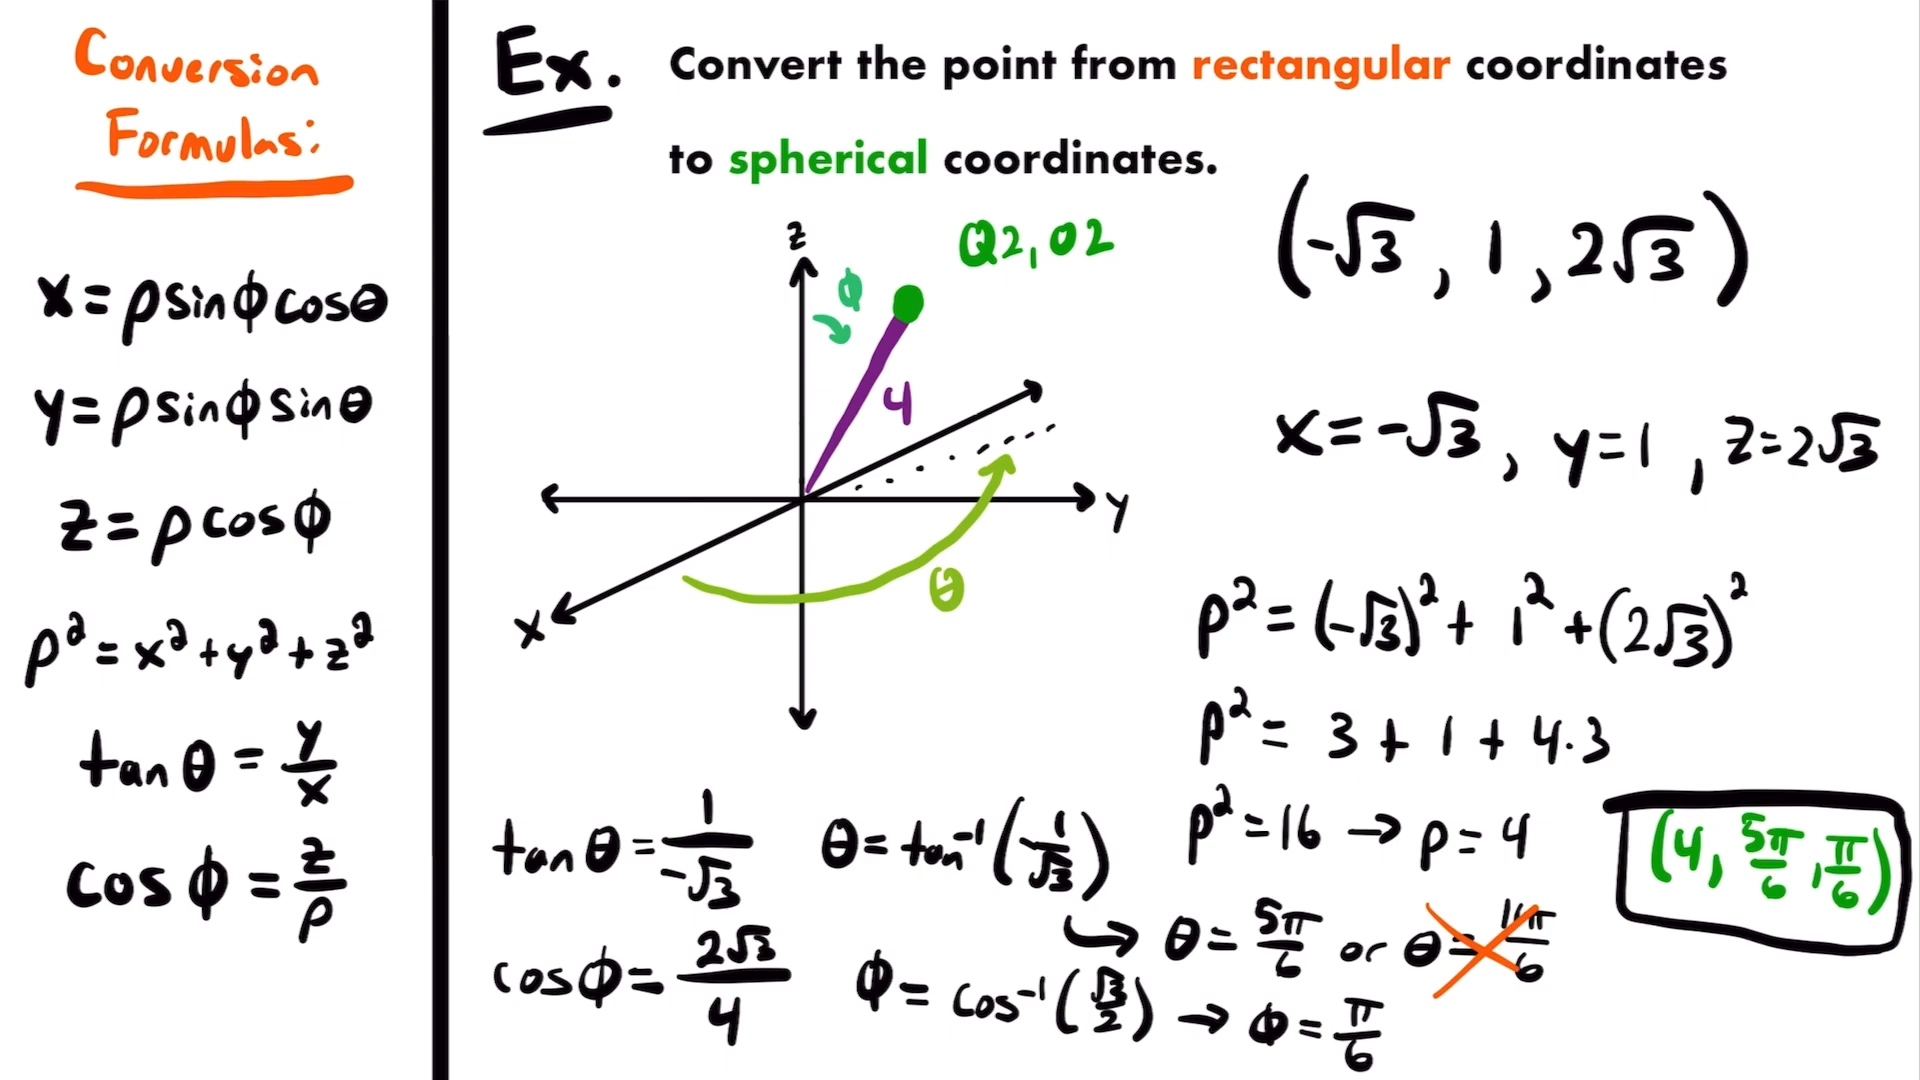 Conversion
Formulas:
x = ρ sin ϕ cos θ
y = ρ sin ϕ sin θ
z = ρ cos ϕ
ρ² = x² + y² + z²
tan θ = y/x
cos ϕ = z/ρ
Ex. Convert the point from rectangular coordinates
to spherical coordinates.
(-√3, 1, 2√3)
Q2, O2
z
ϕ
4
y
θ
x
x = -√3, y = 1, z = 2√3
ρ² = (-√3)² + 1² + (2√3)²
ρ² = 3 + 1 + 4·3
ρ² = 16 → ρ = 4
tan θ = 1/-√3 θ = tan⁻¹(-1/√3)
↪ θ = 5π/6 or θ = 11π/6
cos ϕ = 2√3/4 ϕ = cos⁻¹(√3/2) → ϕ = π/6
(4, 5π/6, π/6)